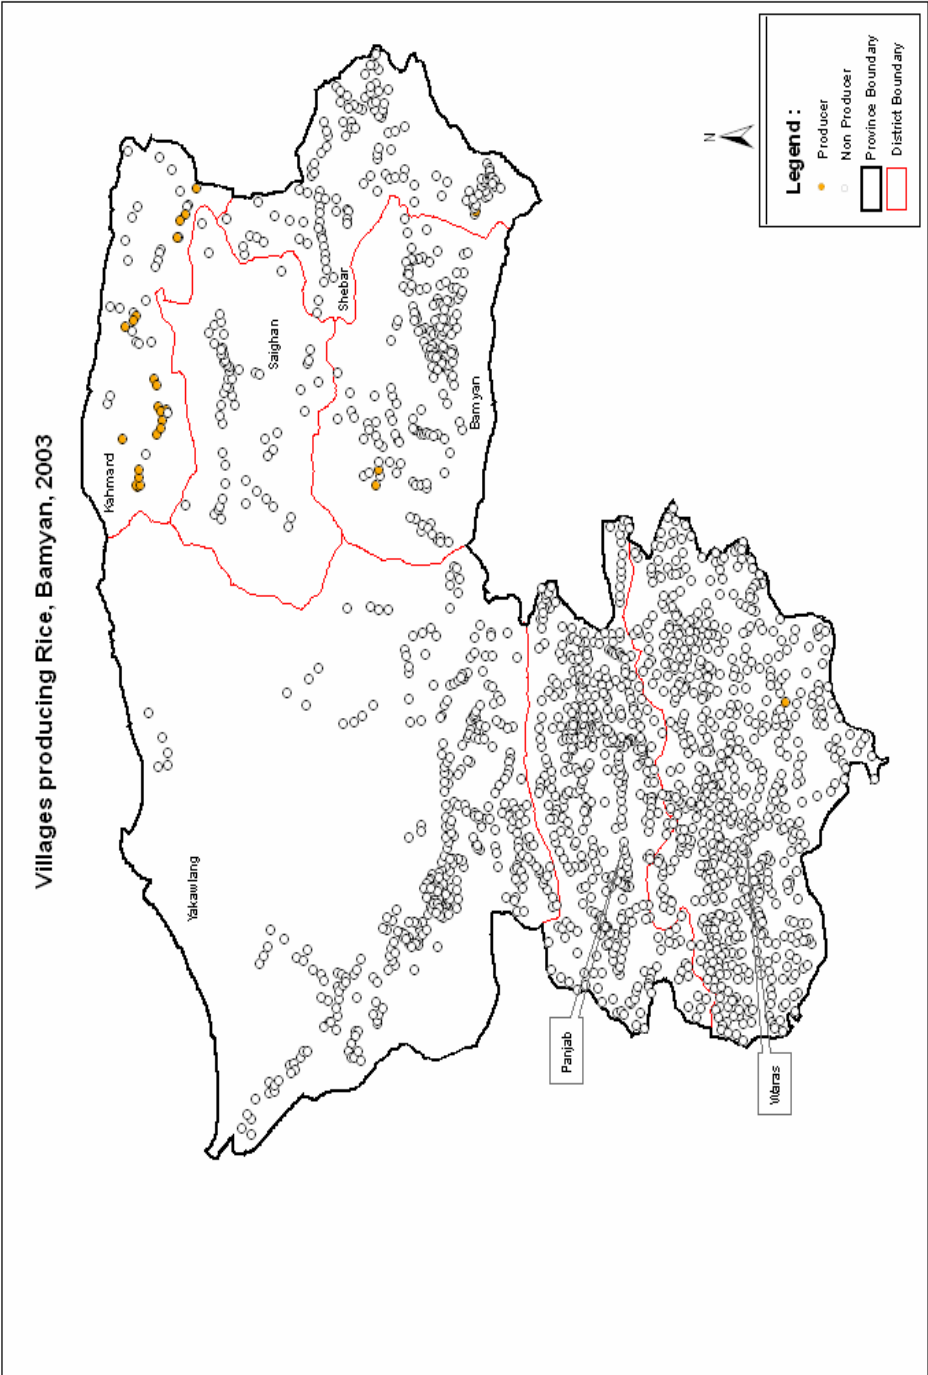 Villages producing Rice, Bamyan, 2003
N
Legend :
Producer
Non Producer
Province Boundary
District Boundary
Kahmard
Saighan
Shebar
Bamyan
Yakawlang
Panjab
Waras